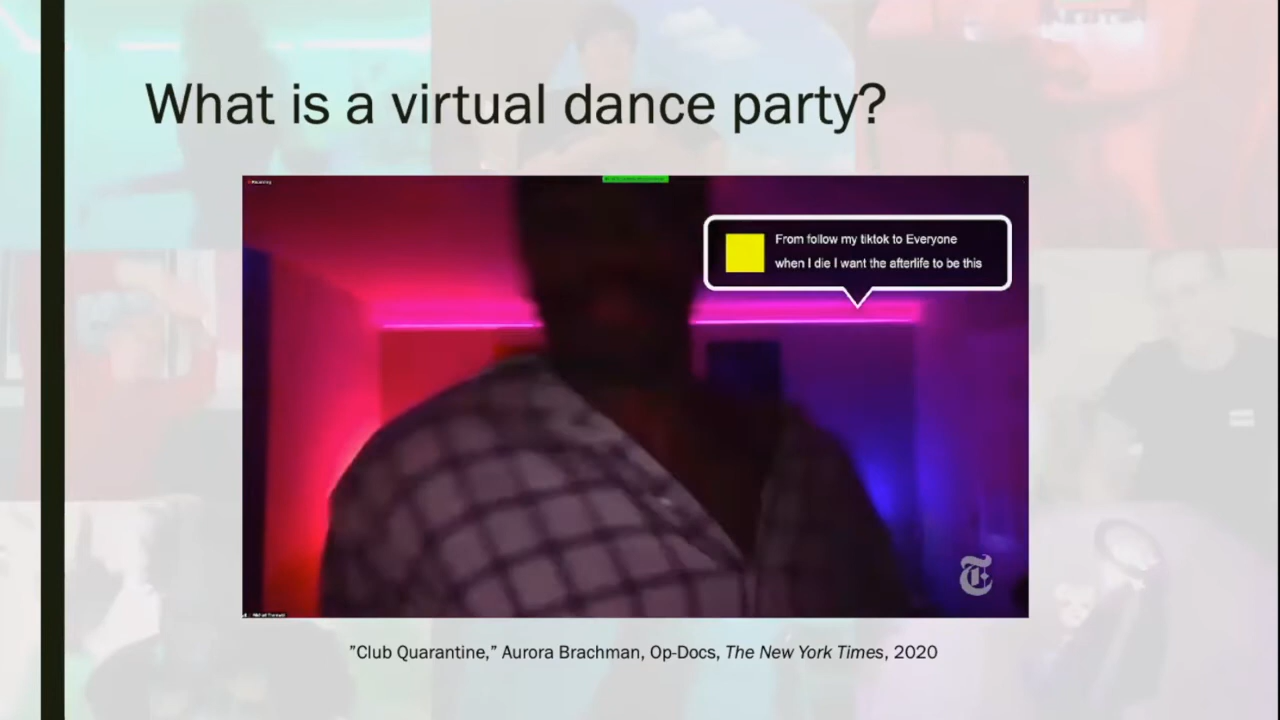 What is a virtual dance party?
From follow my tiktok to Everyone
when I die I want the afterlife to be this
”Club Quarantine,” Aurora Brachman, Op-Docs, The New York Times, 2020